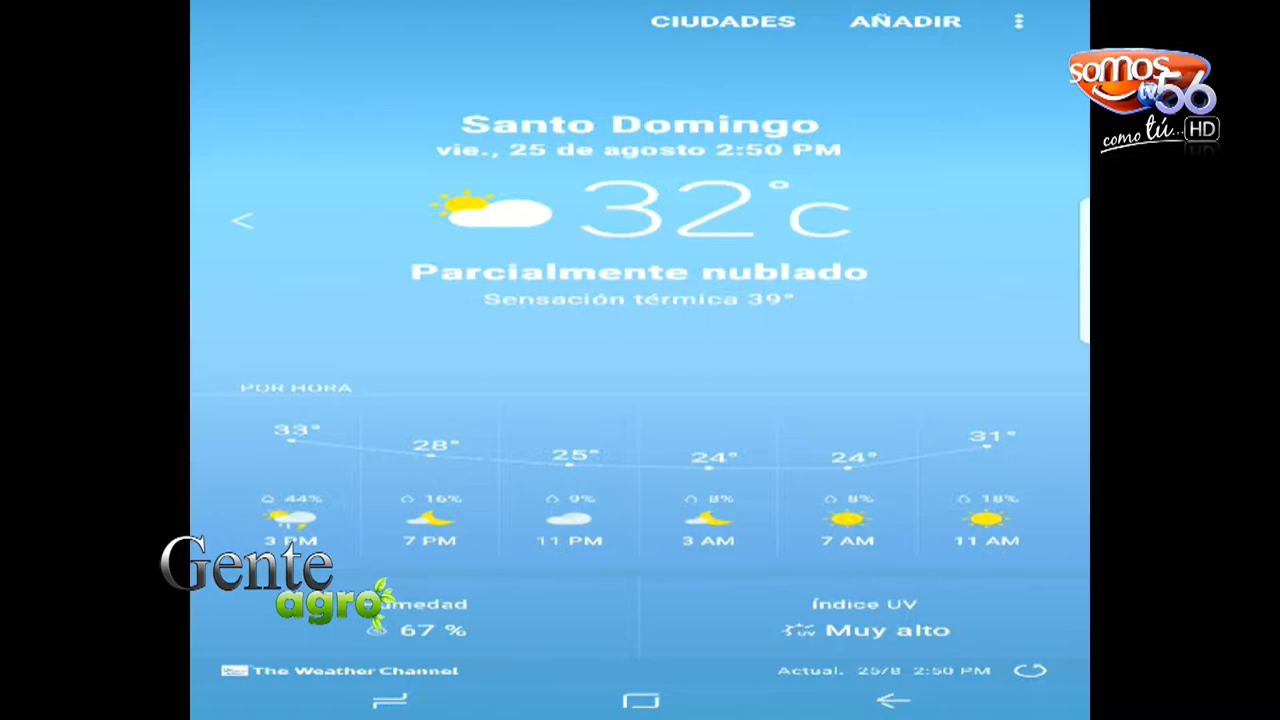 CIUDADES AÑADIR
somos
tv 56
como tú... HD
Santo Domingo
vie., 25 de agosto 2:50 PM
32°c
Parcialmente nublado
Sensación térmica 39°
POR HORA
33° 28° 25° 24° 24° 31°
44% 16% 9% 8% 8% 18%
3 PM 7 PM 11 PM 3 AM 7 AM 11 AM
Gente
agro
umedad Índice UV
67 % UV Muy alto
The Weather Channel Actual. 25/8 2:50 PM